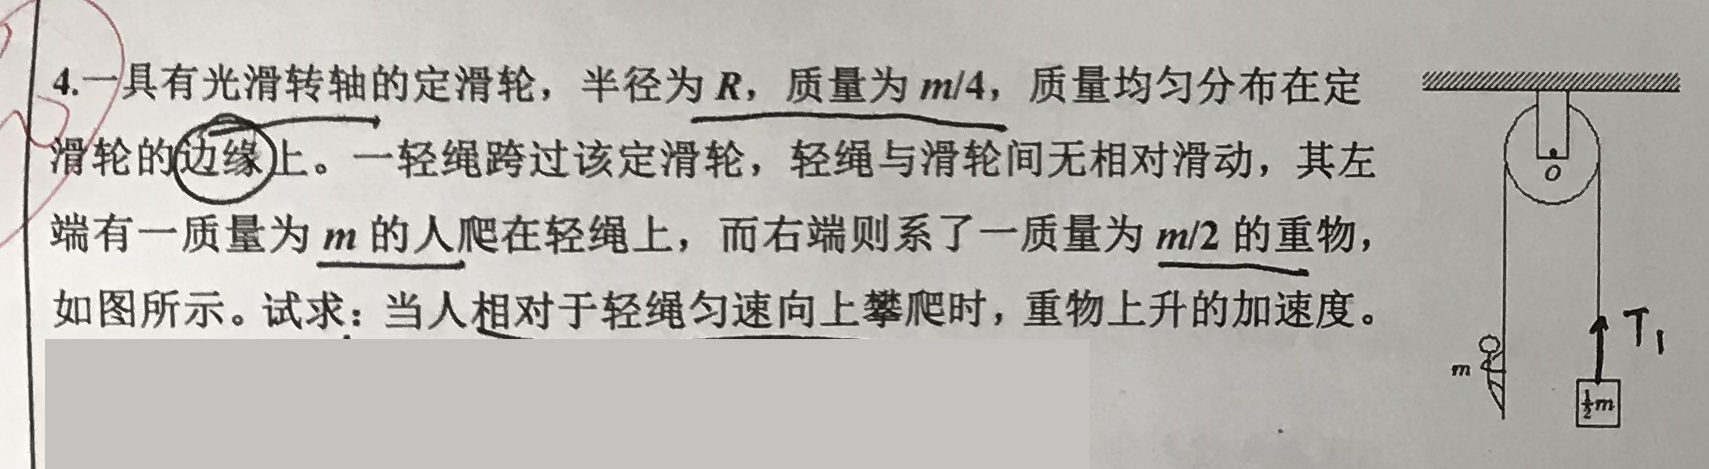 4.一具有光滑转轴的定滑轮，半径为 R，质量为 m/4，质量均匀分布在定
滑轮的边缘上。一轻绳跨过该定滑轮，轻绳与滑轮间无相对滑动，其左
端有一质量为 m 的人爬在轻绳上，而右端则系了一质量为 m/2 的重物，
如图所示。试求：当人相对于轻绳匀速向上攀爬时，重物上升的加速度。
O
T₁
m
½m